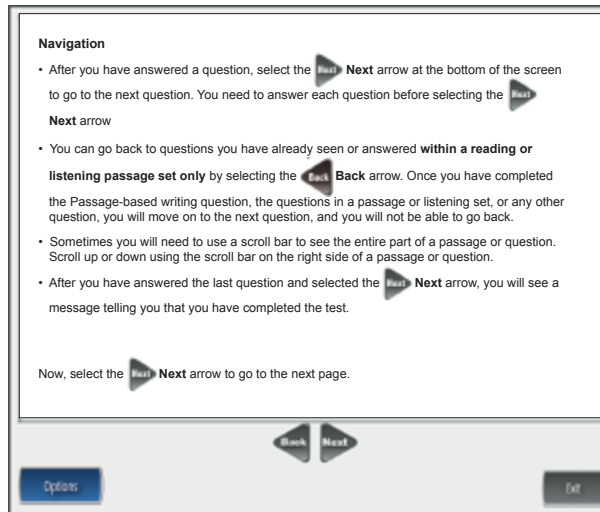 Navigation
• After you have answered a question, select the Next Next arrow at the bottom of the screen
to go to the next question. You need to answer each question before selecting the Next
Next arrow
• You can go back to questions you have already seen or answered within a reading or
listening passage set only by selecting the Back Back arrow. Once you have completed
the Passage-based writing question, the questions in a passage or listening set, or any other
question, you will move on to the next question, and you will not be able to go back.
• Sometimes you will need to use a scroll bar to see the entire part of a passage or question.
Scroll up or down using the scroll bar on the right side of a passage or question.
• After you have answered the last question and selected the Next Next arrow, you will see a
message telling you that you have completed the test.
Now, select the Next Next arrow to go to the next page.
Back Next
Options Exit